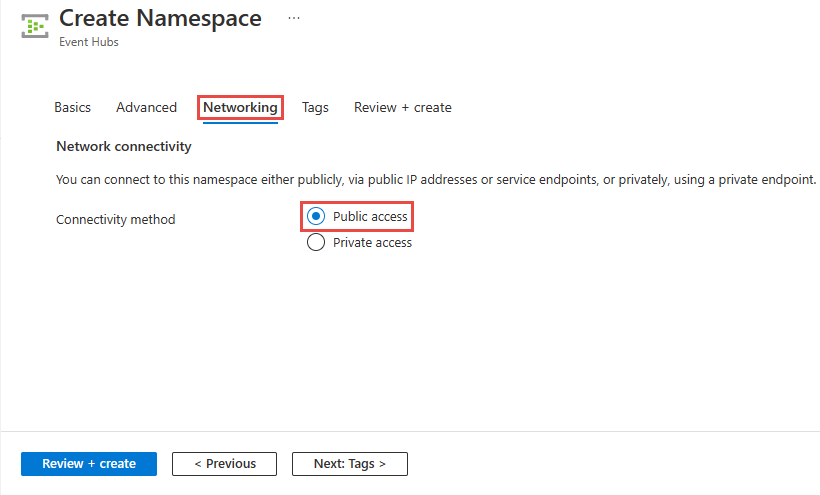 Create Namespace ...
Event Hubs
Basics Advanced Networking Tags Review + create
Network connectivity
You can connect to this namespace either publicly, via public IP addresses or service endpoints, or privately, using a private endpoint.
Connectivity method
Public access
Private access
Review + create < Previous Next: Tags >